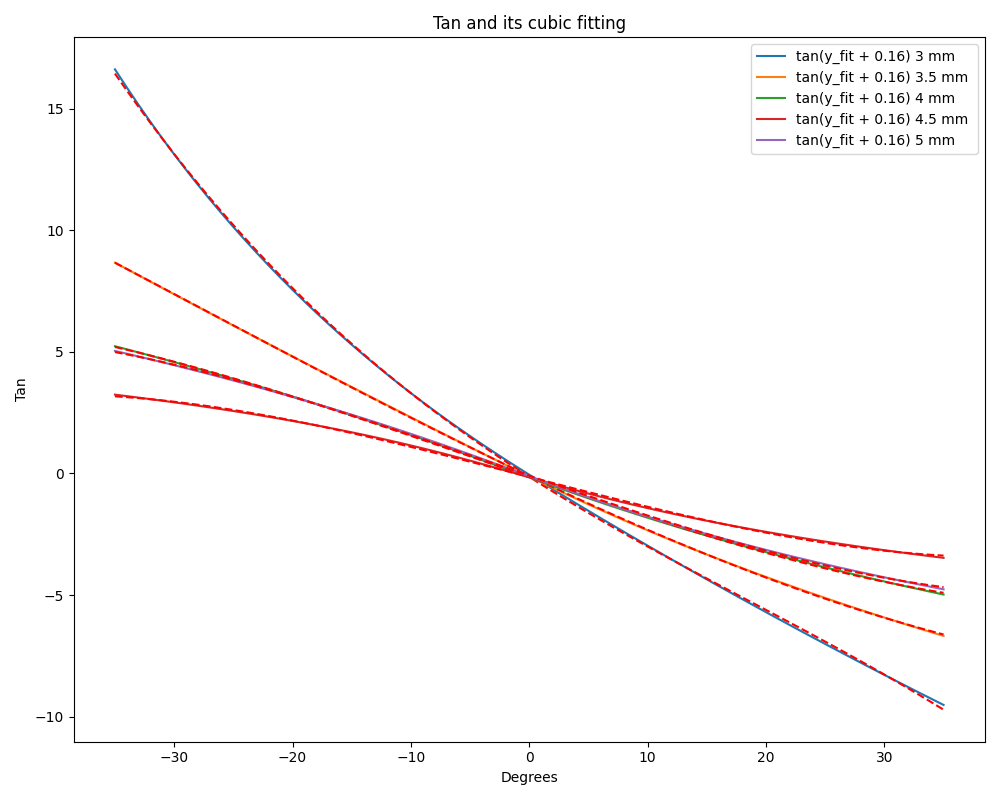 Tan and its cubic fitting
tan(y_fit + 0.16) 3 mm
tan(y_fit + 0.16) 3.5 mm
tan(y_fit + 0.16) 4 mm
tan(y_fit + 0.16) 4.5 mm
tan(y_fit + 0.16) 5 mm
15
10
5
0
−5
−10
Tan
−30 −20 −10 0 10 20 30
Degrees